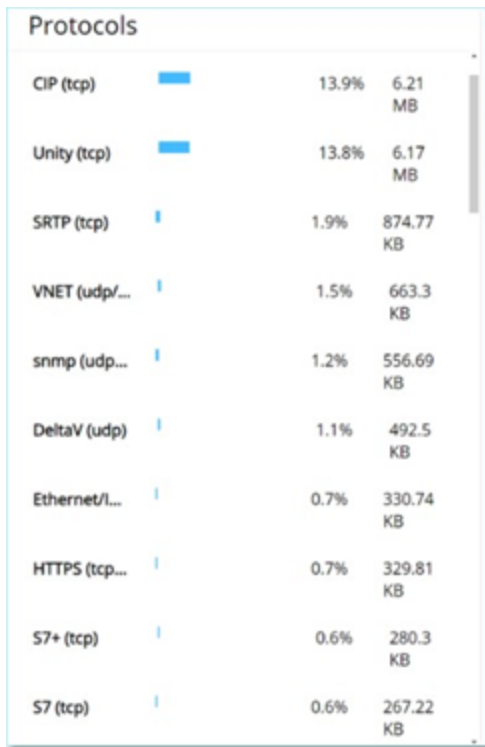 Protocols
CIP (tcp) 13.9% 6.21
MB
Unity (tcp) 13.8% 6.17
MB
SRTP (tcp) 1.9% 874.77
KB
VNET (udp/... 1.5% 663.3
KB
snmp (udp... 1.2% 556.69
KB
DeltaV (udp) 1.1% 492.5
KB
Ethernet/I... 0.7% 330.74
KB
HTTPS (tcp... 0.7% 329.81
KB
S7+ (tcp) 0.6% 280.3
KB
S7 (tcp) 0.6% 267.22
KB